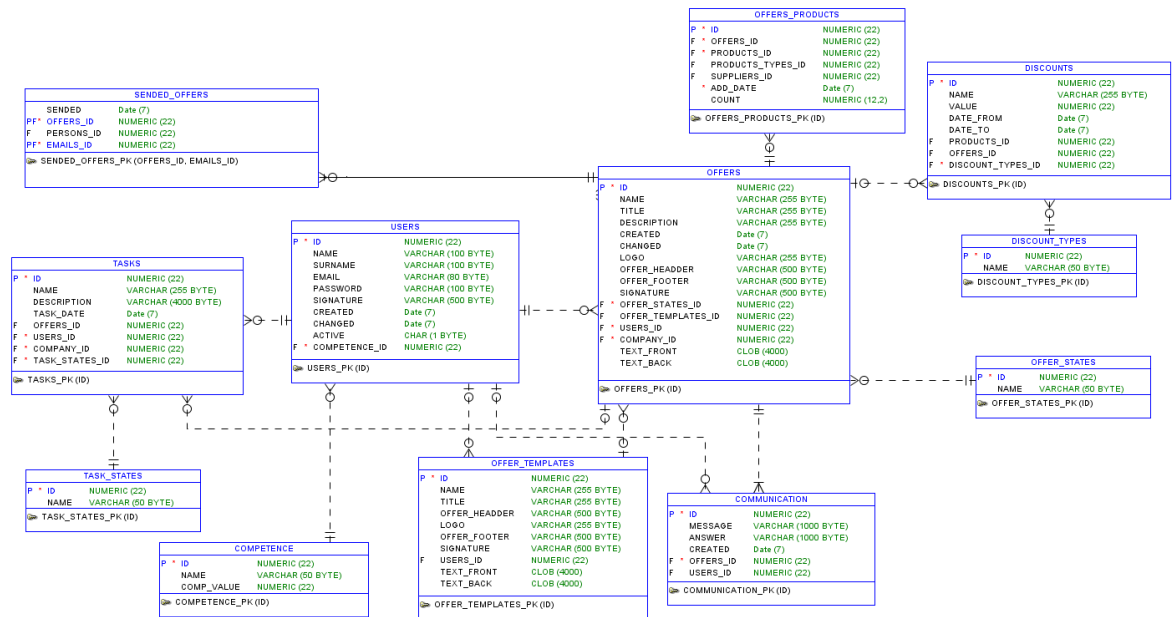 OFFERS_PRODUCTS
P * ID NUMERIC (22)
F * OFFERS_ID NUMERIC (22)
F * PRODUCTS_ID NUMERIC (22)
F PRODUCTS_TYPES_ID NUMERIC (22)
F SUPPLIERS_ID NUMERIC (22)
* ADD_DATE Date (7)
COUNT NUMERIC (12,2)
OFFERS_PRODUCTS_PK (ID)
DISCOUNTS
P * ID NUMERIC (22)
NAME VARCHAR (255 BYTE)
VALUE NUMERIC (22)
DATE_FROM Date (7)
DATE_TO Date (7)
F PRODUCTS_ID NUMERIC (22)
F OFFERS_ID NUMERIC (22)
F * DISCOUNT_TYPES_ID NUMERIC (22)
DISCOUNTS_PK (ID)
SENDED_OFFERS
SENDED Date (7)
PF* OFFERS_ID NUMERIC (22)
F PERSONS_ID NUMERIC (22)
PF* EMAILS_ID NUMERIC (22)
SENDED_OFFERS_PK (OFFERS_ID, EMAILS_ID)
OFFERS
P * ID NUMERIC (22)
NAME VARCHAR (255 BYTE)
TITLE VARCHAR (255 BYTE)
DESCRIPTION VARCHAR (255 BYTE)
CREATED Date (7)
CHANGED Date (7)
LOGO VARCHAR (255 BYTE)
OFFER_HEADDER VARCHAR (500 BYTE)
OFFER_FOOTER VARCHAR (500 BYTE)
SIGNATURE VARCHAR (500 BYTE)
F * OFFER_STATES_ID NUMERIC (22)
F OFFER_TEMPLATES_ID NUMERIC (22)
F * USERS_ID NUMERIC (22)
F * COMPANY_ID NUMERIC (22)
TEXT_FRONT CLOB (4000)
TEXT_BACK CLOB (4000)
OFFERS_PK (ID)
USERS
P * ID NUMERIC (22)
NAME VARCHAR (100 BYTE)
SURNAME VARCHAR (100 BYTE)
EMAIL VARCHAR (80 BYTE)
PASSWORD VARCHAR (100 BYTE)
SIGNATURE VARCHAR (500 BYTE)
CREATED Date (7)
CHANGED Date (7)
ACTIVE CHAR (1 BYTE)
F * COMPETENCE_ID NUMERIC (22)
USERS_PK (ID)
DISCOUNT_TYPES
P * ID NUMERIC (22)
NAME VARCHAR (50 BYTE)
DISCOUNT_TYPES_PK (ID)
TASKS
P * ID NUMERIC (22)
NAME VARCHAR (255 BYTE)
DESCRIPTION VARCHAR (4000 BYTE)
TASK_DATE Date (7)
F OFFERS_ID NUMERIC (22)
F * USERS_ID NUMERIC (22)
F * COMPANY_ID NUMERIC (22)
F * TASK_STATES_ID NUMERIC (22)
TASKS_PK (ID)
OFFER_STATES
P * ID NUMERIC (22)
NAME VARCHAR (50 BYTE)
OFFER_STATES_PK (ID)
TASK_STATES
P * ID NUMERIC (22)
NAME VARCHAR (50 BYTE)
TASK_STATES_PK (ID)
OFFER_TEMPLATES
P * ID NUMERIC (22)
NAME VARCHAR (255 BYTE)
TITLE VARCHAR (255 BYTE)
OFFER_HEADDER VARCHAR (500 BYTE)
LOGO VARCHAR (255 BYTE)
OFFER_FOOTER VARCHAR (500 BYTE)
SIGNATURE VARCHAR (500 BYTE)
F USERS_ID NUMERIC (22)
TEXT_FRONT CLOB (4000)
TEXT_BACK CLOB (4000)
OFFER_TEMPLATES_PK (ID)
COMMUNICATION
P * ID NUMERIC (22)
MESSAGE VARCHAR (1000 BYTE)
ANSWER VARCHAR (1000 BYTE)
CREATED Date (7)
F * OFFERS_ID NUMERIC (22)
F USERS_ID NUMERIC (22)
COMMUNICATION_PK (ID)
COMPETENCE
P * ID NUMERIC (22)
NAME VARCHAR (50 BYTE)
COMP_VALUE NUMERIC (22)
COMPETENCE_PK (ID)